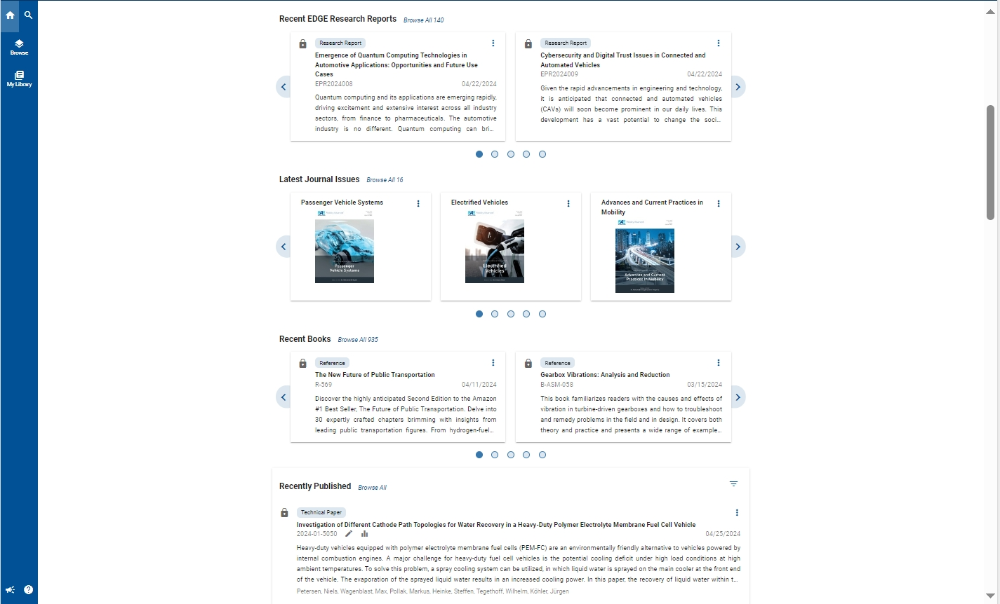 Browse
My Library
Recent EDGE Research Reports Browse All 140
Research Report
Emergence of Quantum Computing Technologies in
Automotive Applications: Opportunities and Future Use
Cases
EPR2024008 04/22/2024
Quantum computing and its applications are emerging rapidly,
driving excitement and extensive interest across all industry
sectors, from finance to pharmaceuticals. The automotive
industry is no different. Quantum computing can bri...
Research Report
Cybersecurity and Digital Trust Issues in Connected and
Automated Vehicles
EPR2024009 04/22/2024
Given the rapid advancements in engineering and technology,
it is anticipated that connected and automated vehicles
(CAVs) will soon become prominent in our daily lives. This
development has a vast potential to change the soci...
Latest Journal Issues Browse All 16
Passenger Vehicle Systems
SAE
Passenger
Vehicle Systems
Electrified Vehicles
SAE
Electrified
Vehicles
Advances and Current Practices in
Mobility
SAE
Advances and Current
Practices in Mobility
Recent Books Browse All 935
Reference
The New Future of Public Transportation
R-569 04/11/2024
Discover the highly anticipated Second Edition to the Amazon
#1 Best Seller, The Future of Public Transportation. Delve into
30 expertly crafted chapters brimming with insights from
leading public transportation figures. From hydrogen-fuel...
Reference
Gearbox Vibrations: Analysis and Reduction
B-ASM-058 03/15/2024
This book familiarizes readers with the causes and effects of
vibration in turbine-driven gearboxes and how to troubleshoot
and remedy problems in the field and in design. It covers both
theory and practice and presents a wide range of example...
Recently Published Browse All
Technical Paper
Investigation of Different Cathode Path Topologies for Water Recovery in a Heavy-Duty Polymer Electrolyte Membrane Fuel Cell Vehicle
2024-01-5050 04/25/2024
Heavy-duty vehicles equipped with polymer electrolyte membrane fuel cells (PEM-FC) are an environmentally friendly alternative to vehicles powered by
internal combustion engines. A major challenge for heavy-duty fuel cell vehicles is the potential cooling deficit under high load conditions at high
ambient temperatures. To solve this problem, a spray cooling system can be utilized, in which liquid water is sprayed on the main cooler at the front end
of the vehicle. The evaporation of the sprayed liquid water results in an increased cooling power. In this paper, the recovery of liquid water within t...
Petersen, Niels, Wagenblast, Max, Pollak, Markus, Heinke, Steffen, Tegethoff, Wilhelm, Köhler, Jürgen